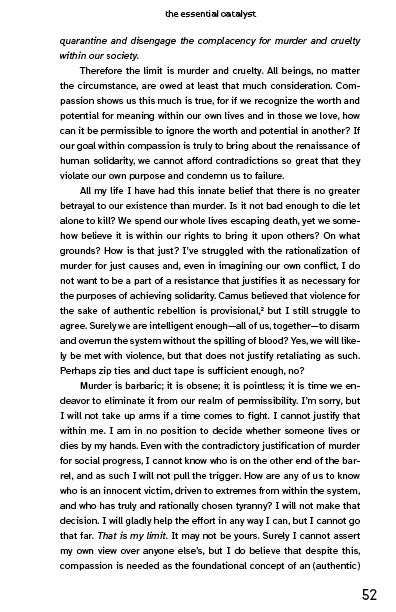 the essential catalyst
quarantine and disengage the complacency for murder and cruelty
within our society.
Therefore the limit is murder and cruelty. All beings, no matter
the circumstance, are owed at least that much consideration. Com-
passion shows us this much is true, for if we recognize the worth and
potential for meaning within our own lives and in those we love, how
can it be permissible to ignore the worth and potential in another? If
our goal within compassion is truly to bring about the renaissance of
human solidarity, we cannot afford contradictions so great that they
violate our own purpose and condemn us to failure.
All my life I have had this innate belief that there is no greater
betrayal to our existence than murder. Is it not bad enough to die let
alone to kill? We spend our whole lives escaping death, yet we some-
how believe it is within our rights to bring it upon others? On what
grounds? How is that just? I’ve struggled with the rationalization of
murder for just causes and, even in imagining our own conflict, I do
not want to be a part of a resistance that justifies it as necessary for
the purposes of achieving solidarity. Camus believed that violence for
the sake of authentic rebellion is provisional,² but I still struggle to
agree. Surely we are intelligent enough—all of us, together—to disarm
and overrun the system without the spilling of blood? Yes, we will like-
ly be met with violence, but that does not justify retaliating as such.
Perhaps zip ties and duct tape is sufficient enough, no?
Murder is barbaric; it is obscene; it is pointless; it is time we en-
deavor to eliminate it from our realm of permissibility. I’m sorry, but
I will not take up arms if a time comes to fight. I cannot justify that
within me. I am in no position to decide whether someone lives or
dies by my hands. Even with the contradictory justification of murder
for social progress, I cannot know who is on the other end of the bar-
rel, and as such I will not pull the trigger. How are any of us to know
who is an innocent victim, driven to extremes from within the system,
and who has truly and rationally chosen tyranny? I will not make that
decision. I will gladly help the effort in any way I can, but I cannot go
that far. That is my limit. It may not be yours. Surely I cannot assert
my own view over anyone else’s, but I do believe that despite this,
compassion is needed as the foundational concept of an (authentic)
52